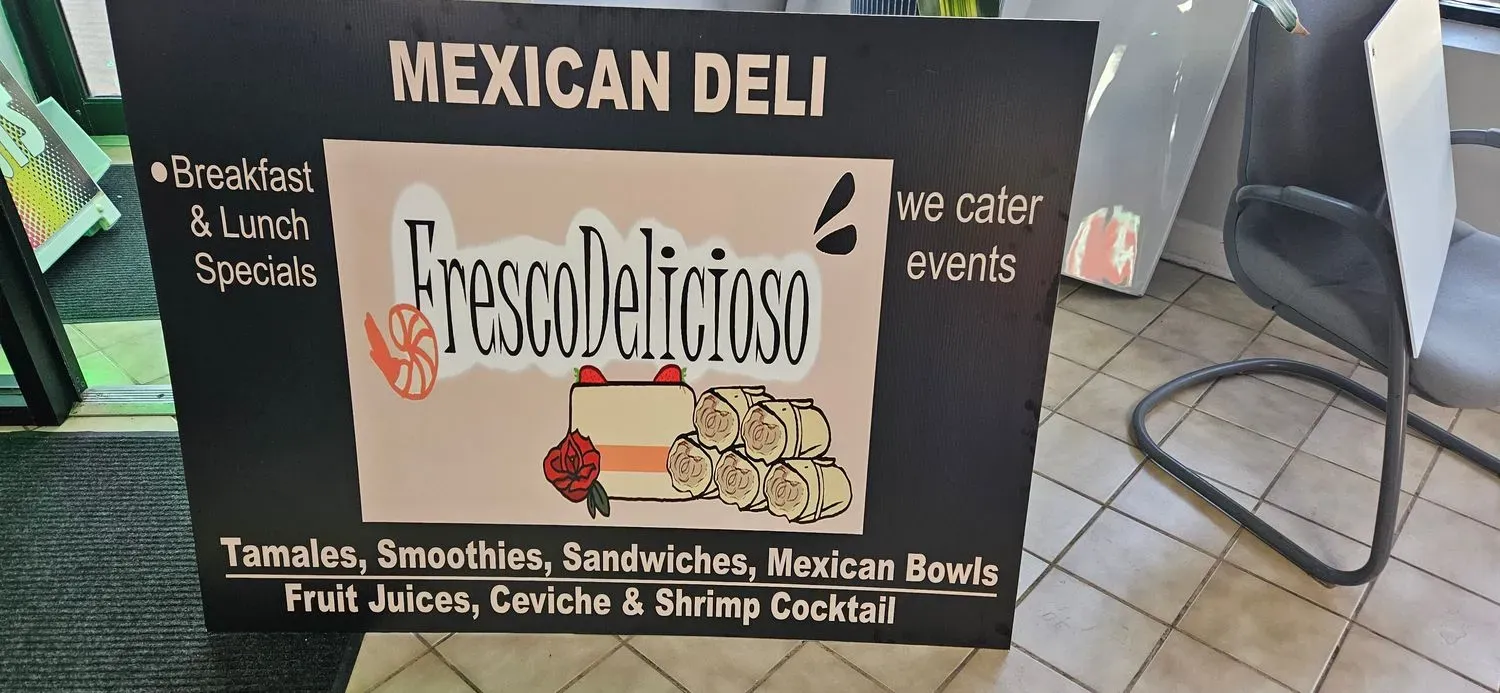 MEXICAN DELI
•Breakfast
& Lunch
Specials
we cater
events
FrescoDelicioso
Tamales, Smoothies, Sandwiches, Mexican Bowls
Fruit Juices, Ceviche & Shrimp Cocktail